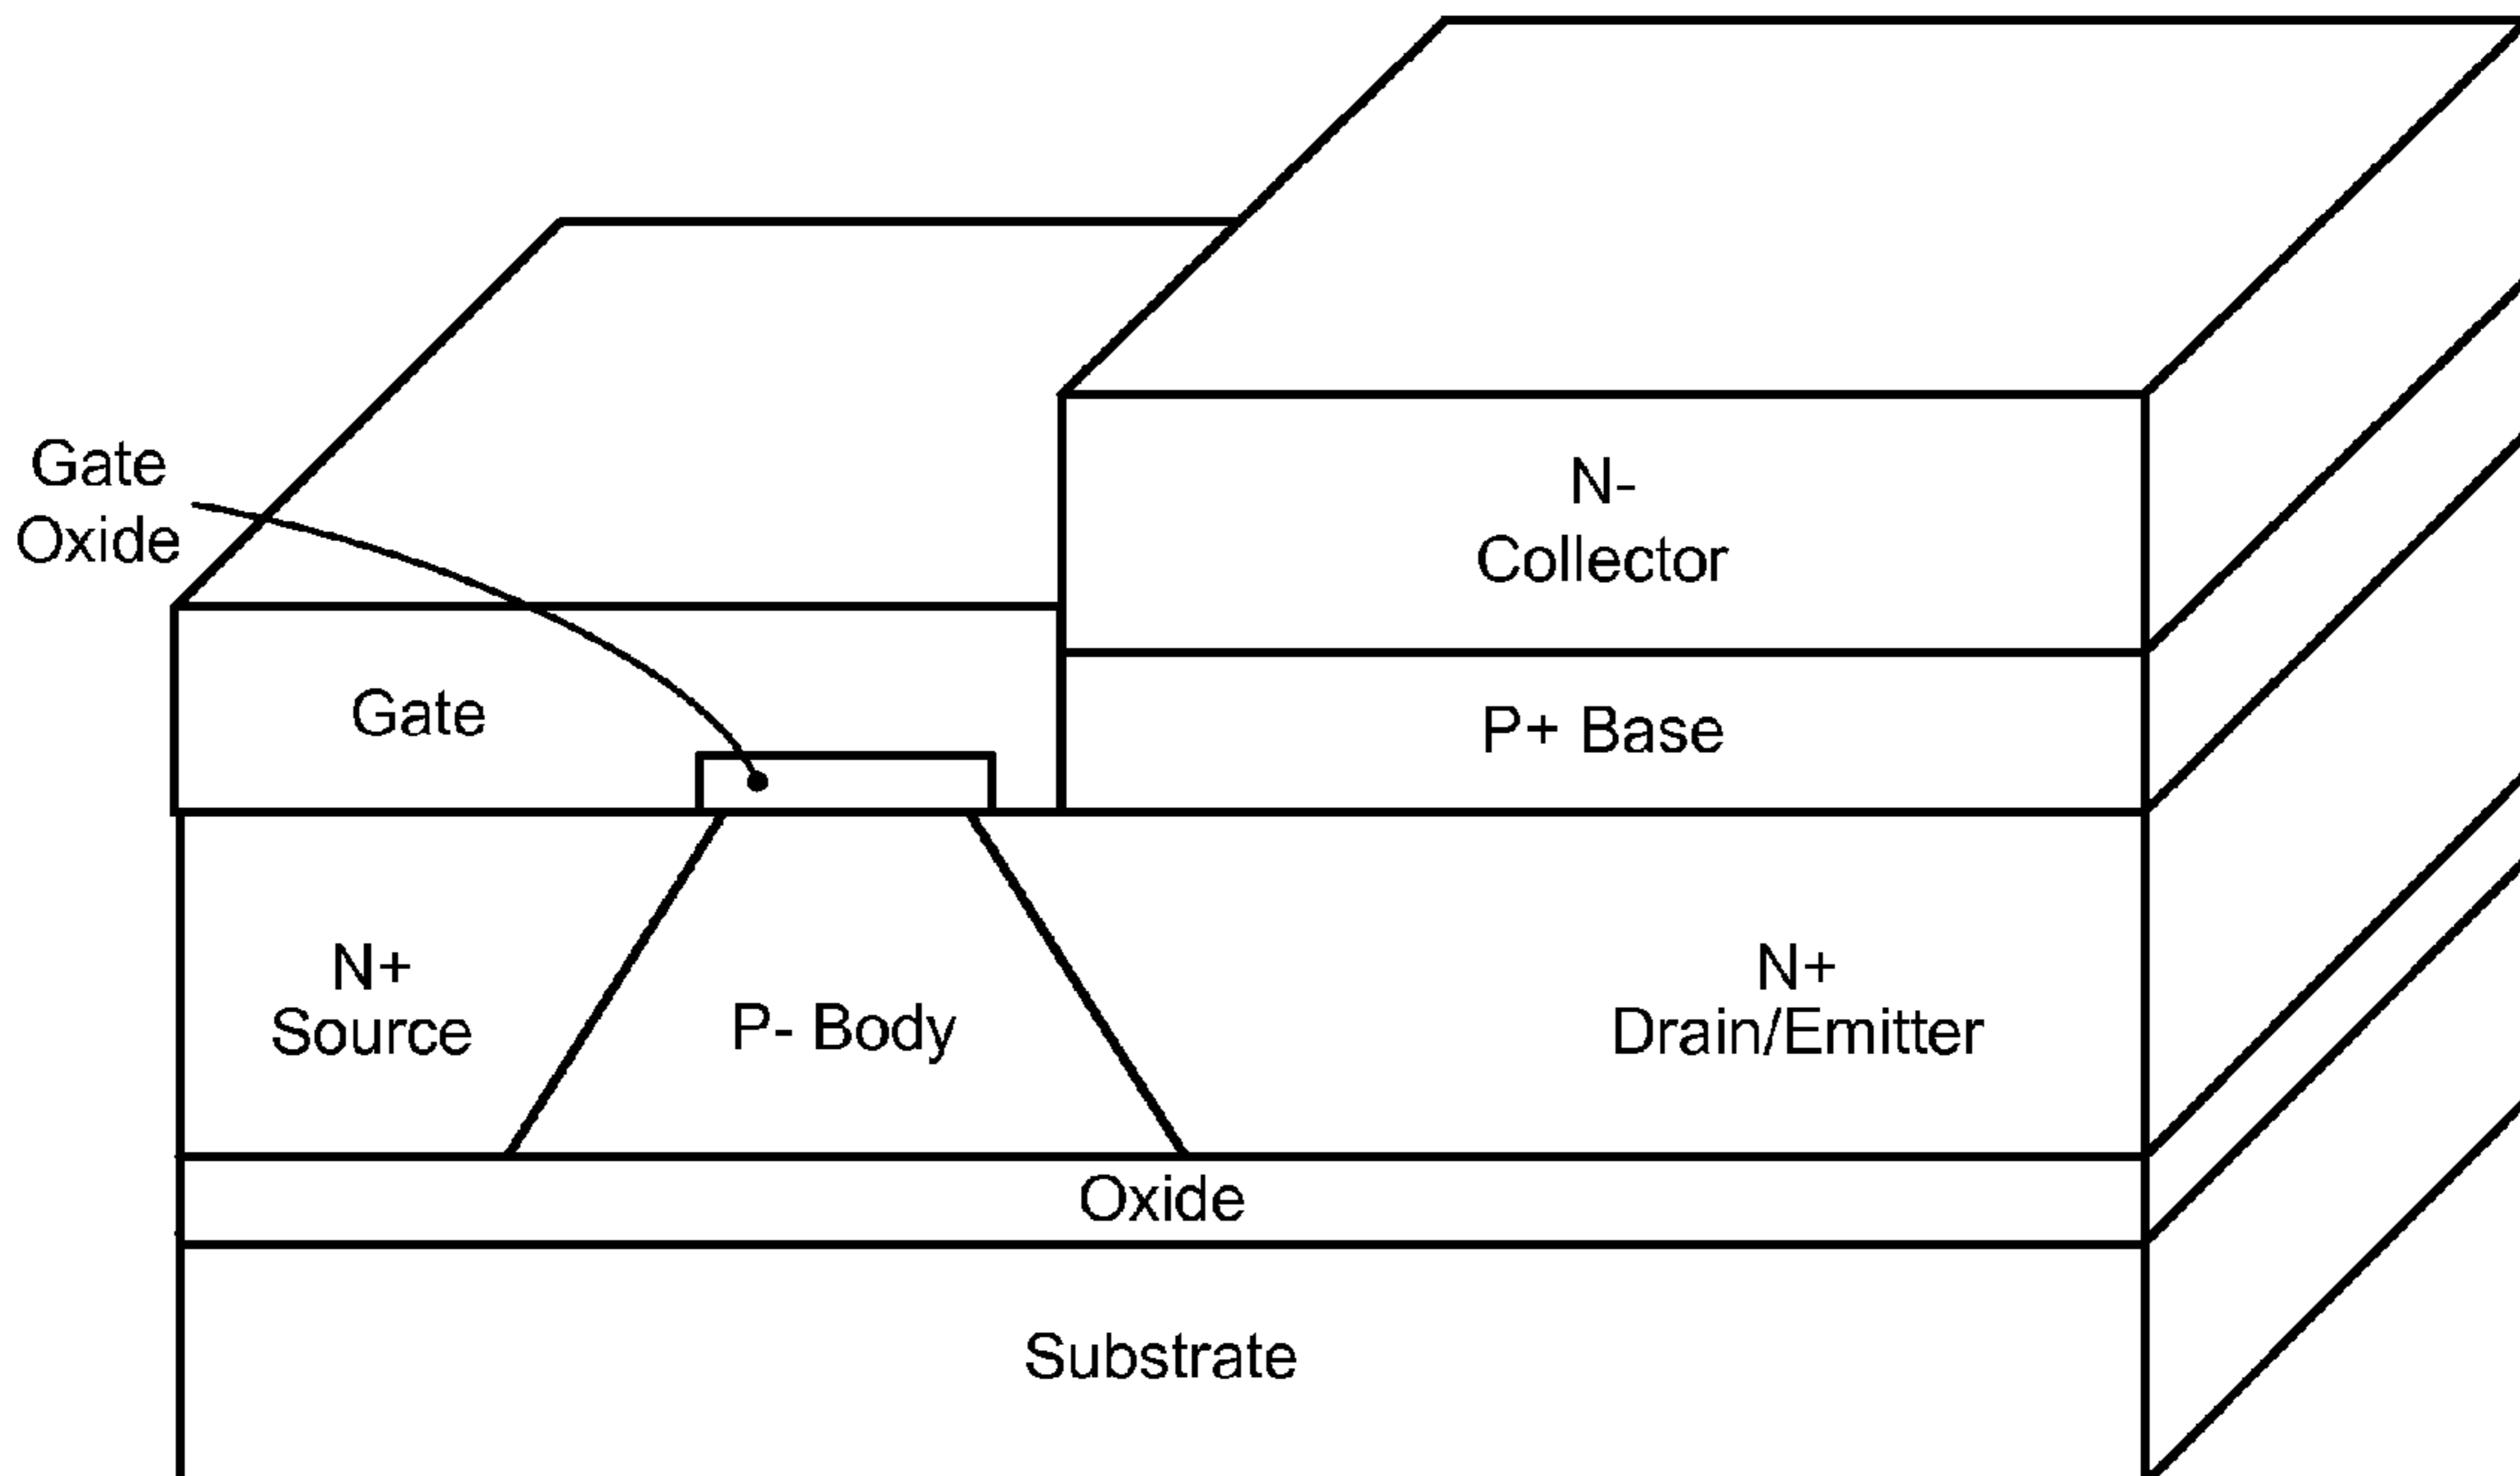 Gate
Oxide
N-
Collector
Gate
P+ Base
N+
Source
P- Body
N+
Drain/Emitter
Oxide
Substrate